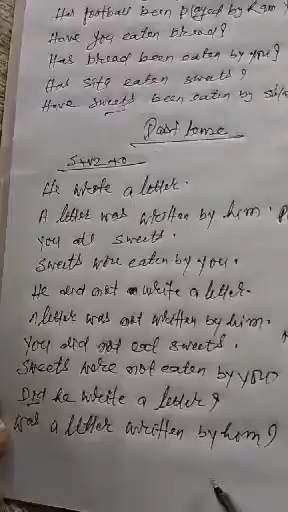 Has football been played by Ram
Have you eaten bread?
Has bread been eaten by you?
Has Sita eaten sweets?
Have sweets been eaten by Sita
Past tense
S+V2+O
He wrote a letter.
A letter was written by him.
You ate sweets.
Sweets were eaten by you.
He did not write a letter.
A letter was not written by him.
You did not eat sweets.
Sweets were not eaten by you
Did he write a letter?
Was a letter written by him?